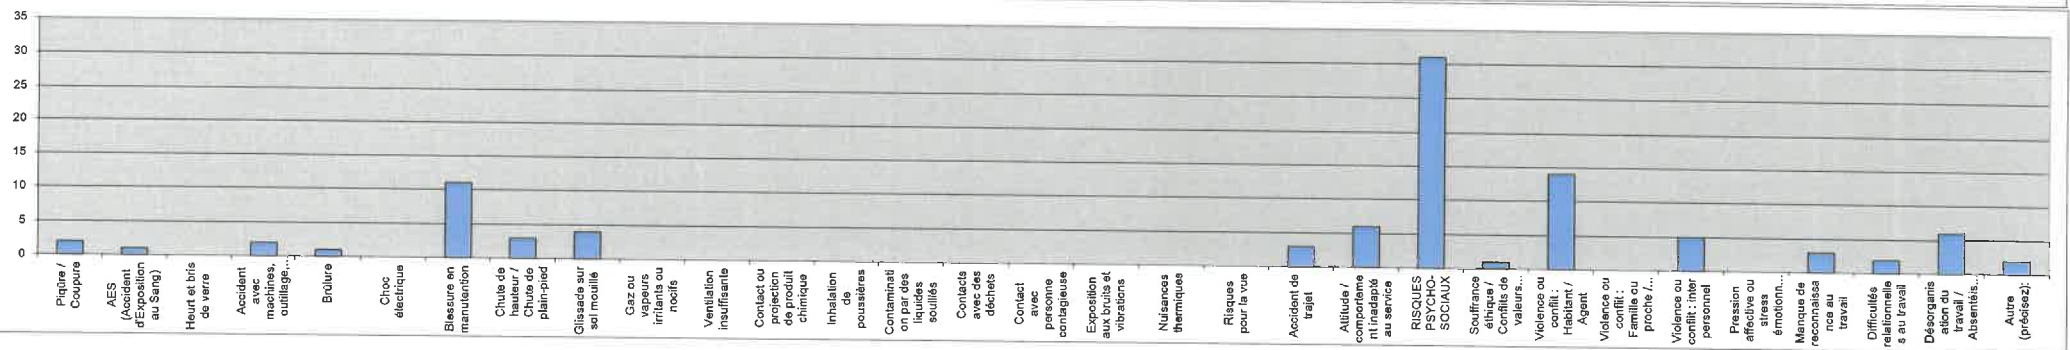 35
30
25
20
15
10
5
0
Piqûre /
Coupure
AES
(Accident
d'Exposition
au Sang)
Heurt et bris
de verre
Accident
avec
machines,
outillage,...
Brûlure
Choc
électrique
Blessure en
manutention
Chute de
hauteur /
Chute de
plain-pied
Glissade sur
sol mouillé
Gaz ou
vapeurs
irritants ou
nocifs
Ventilation
insuffisante
Contact ou
projection
de produit
chimique
Inhalation
de
poussières
Contaminati
on par des
liquides
souillés
Contacts
avec des
déchets
Contact
avec
personne
contagieuse
Exposition
aux bruits et
vibrations
Nuisances
thermiques
Risques
pour la vue
Accident de
trajet
Attitude /
comporteme
nt inadapté
au service
RISQUES
PSYCHO-
SOCIAUX
Souffrance
éthique /
Conflits de
valeurs...
Violence ou
conflit :
Habitant /
Agent
Violence ou
conflit :
Famille ou
proche /...
Violence ou
conflit : inter
personnel
Pression
affective ou
stress
émotionn...
Manque de
reconnaissa
nce au
travail
Difficultés
relationnelle
s au travail
Désorganis
ation du
travail /
Absentéis...
Autre
(précisez):